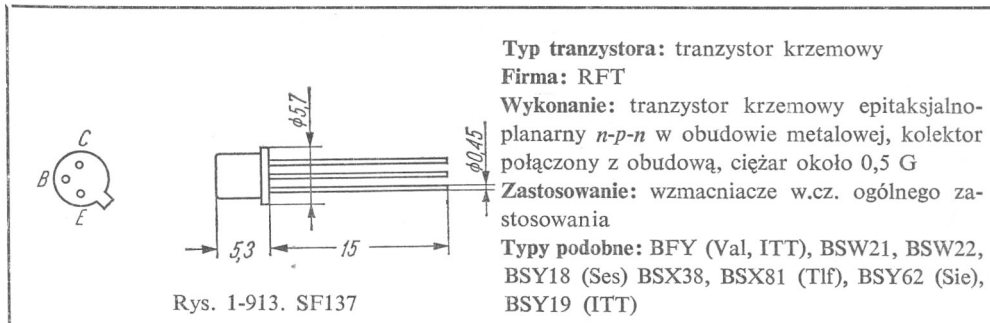 C
B
E
ϕ5,7
ϕ0,45
5,3
15
Rys. 1-913. SF137
Typ tranzystora: tranzystor krzemowy
Firma: RFT
Wykonanie: tranzystor krzemowy epitaksjalno-
planarny n-p-n w obudowie metalowej, kolektor
połączony z obudową, ciężar około 0,5 G
Zastosowanie: wzmacniacze w.cz. ogólnego za-
stosowania
Typy podobne: BFY (Val, ITT), BSW21, BSW22,
BSY18 (Ses) BSX38, BSX81 (Tlf), BSY62 (Sie),
BSY19 (ITT)